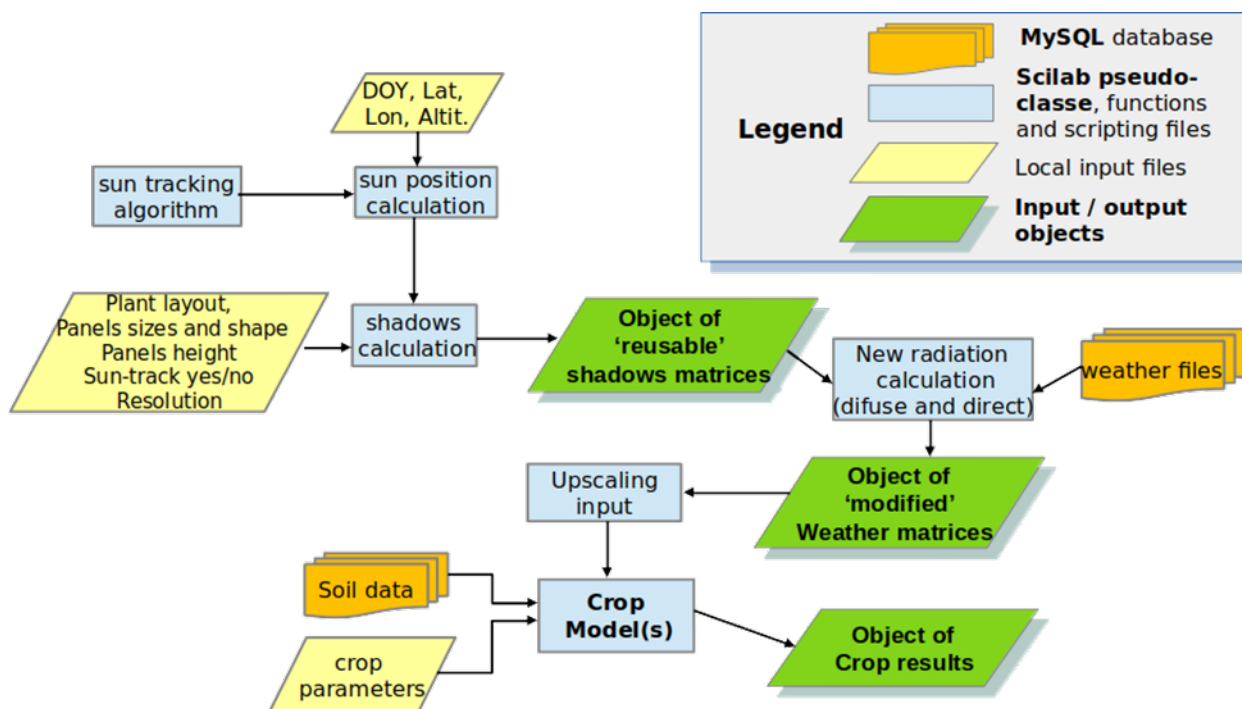 DOY, Lat,
Lon, Altit.
sun tracking
algorithm
sun position
calculation
Legend
MySQL database
Scilab pseudo-
classe, functions
and scripting files
Local input files
Input / output
objects
Plant layout,
Panels sizes and shape
Panels height
Sun-track yes/no
Resolution
shadows
calculation
Object of
‘reusable’
shadows matrices
New radiation
calculation
(difuse and direct)
weather files
Upscaling
input
Object of
‘modified’
Weather matrices
Soil data
Crop
Model(s)
crop
parameters
Object of
Crop results